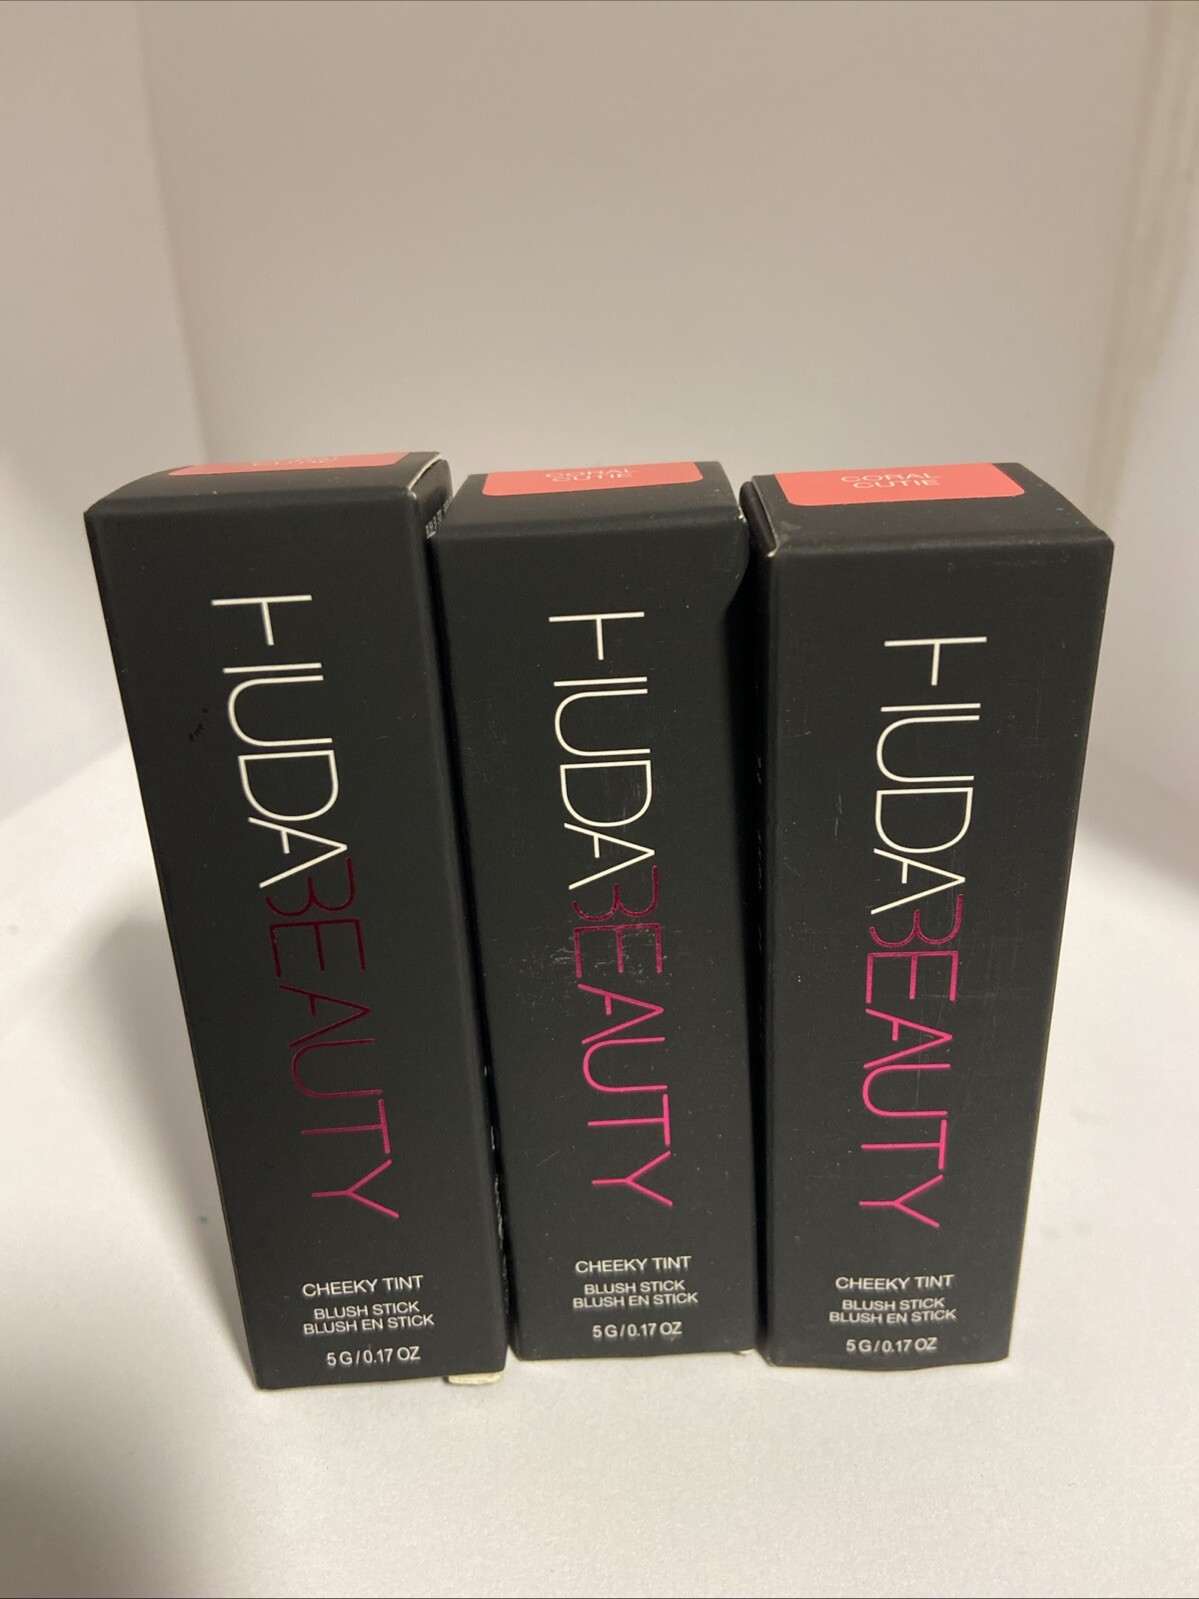 CUTIE
HUDABEAUTY
CHEEKY TINT
BLUSH STICK
BLUSH EN STICK
5 G / 0.17 OZ
CORAL
CUTIE
HUDABEAUTY
CHEEKY TINT
BLUSH STICK
BLUSH EN STICK
5 G / 0.17 OZ
CORAL
CUTIE
HUDABEAUTY
CHEEKY TINT
BLUSH STICK
BLUSH EN STICK
5 G / 0.17 OZ